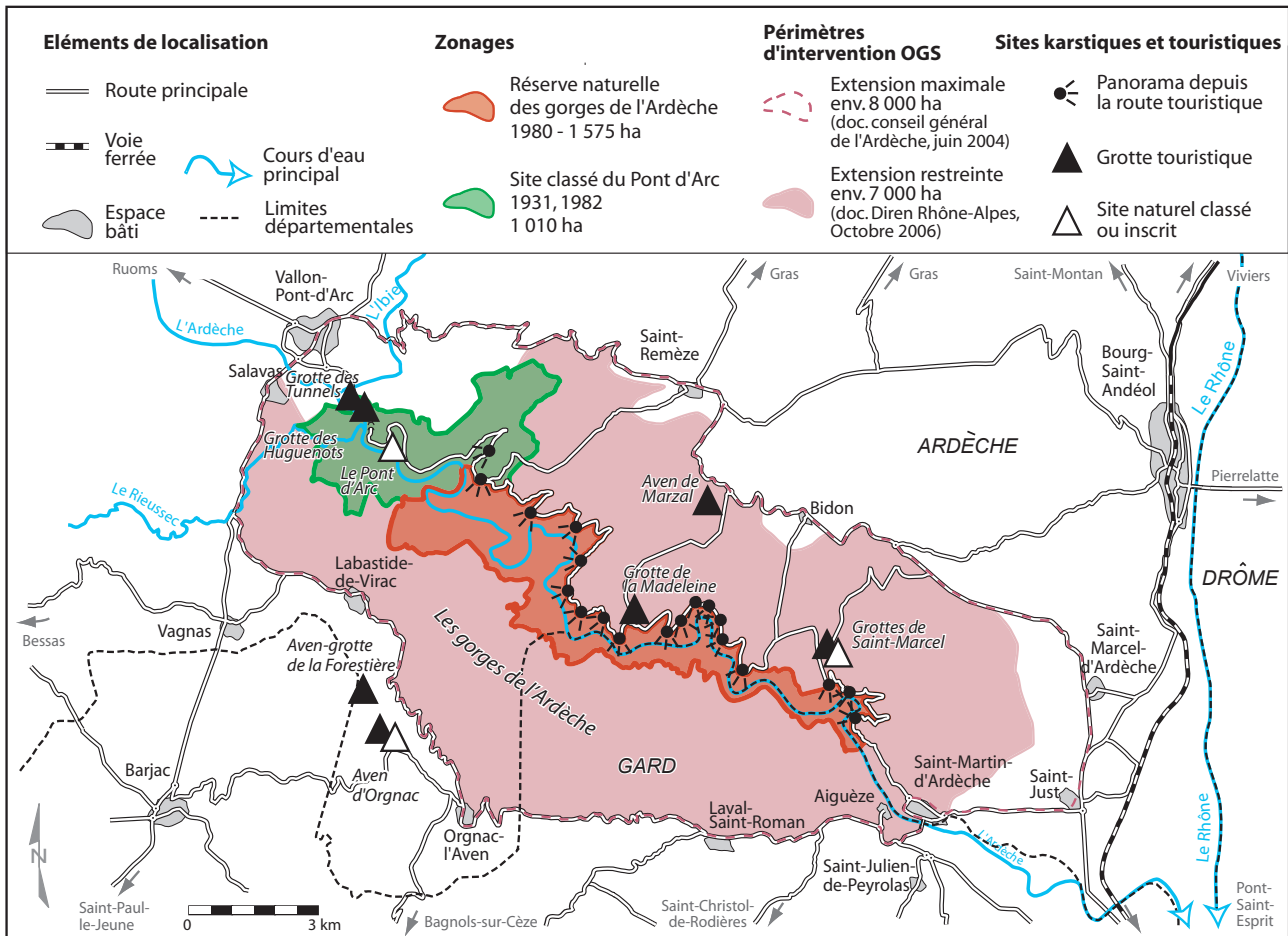 Eléments de localisation
Route principale
Voie
ferrée
Cours d'eau
principal
Espace
bâti
Limites
départementales
Zonages
Réserve naturelle
des gorges de l'Ardèche
1980 - 1 575 ha
Site classé du Pont d'Arc
1931, 1982
1 010 ha
Périmètres
d'intervention OGS
Extension maximale
env. 8 000 ha
(doc. conseil général
de l'Ardèche, juin 2004)
Extension restreinte
env. 7 000 ha
(doc. Diren Rhône-Alpes,
Octobre 2006)
Sites karstiques et touristiques
Panorama depuis
la route touristique
Grotte touristique
Site naturel classé
ou inscrit
Ruoms
Vallon-
Pont-d'Arc
L'Ibie
L'Ardèche
Gras
Gras
Saint-Montan
Viviers
Salavas
Grotte des
Tunnels
Saint-
Remèze
Bourg-
Saint-
Andéol
Le Rhône
Grotte des
Huguenots
Le Pont
d'Arc
ARDÈCHE
Le Rieussec
Aven de
Marzal
Pierrelatte
Bidon
Labastide-
de-Virac
Grotte de
la Madeleine
DRÔME
Bessas
Vagnas
Grottes de
Saint-Marcel
Saint-
Marcel-
d'Ardèche
Aven-grotte
de la Forestière
Les gorges de l'Ardèche
GARD
Barjac
Aven
d'Orgnac
Saint-Martin-
d'Ardèche
Saint-
Just
Aiguèze
Laval-
Saint-Roman
Orgnac-
l'Aven
L'Ardèche
Le Rhône
N
Saint-Julien-
de-Peyrolas
Saint-Paul-
le-Jeune
0 3 km
Bagnols-sur-Cèze
Saint-Christol-
de-Rodières
Pont-
Saint-
Esprit